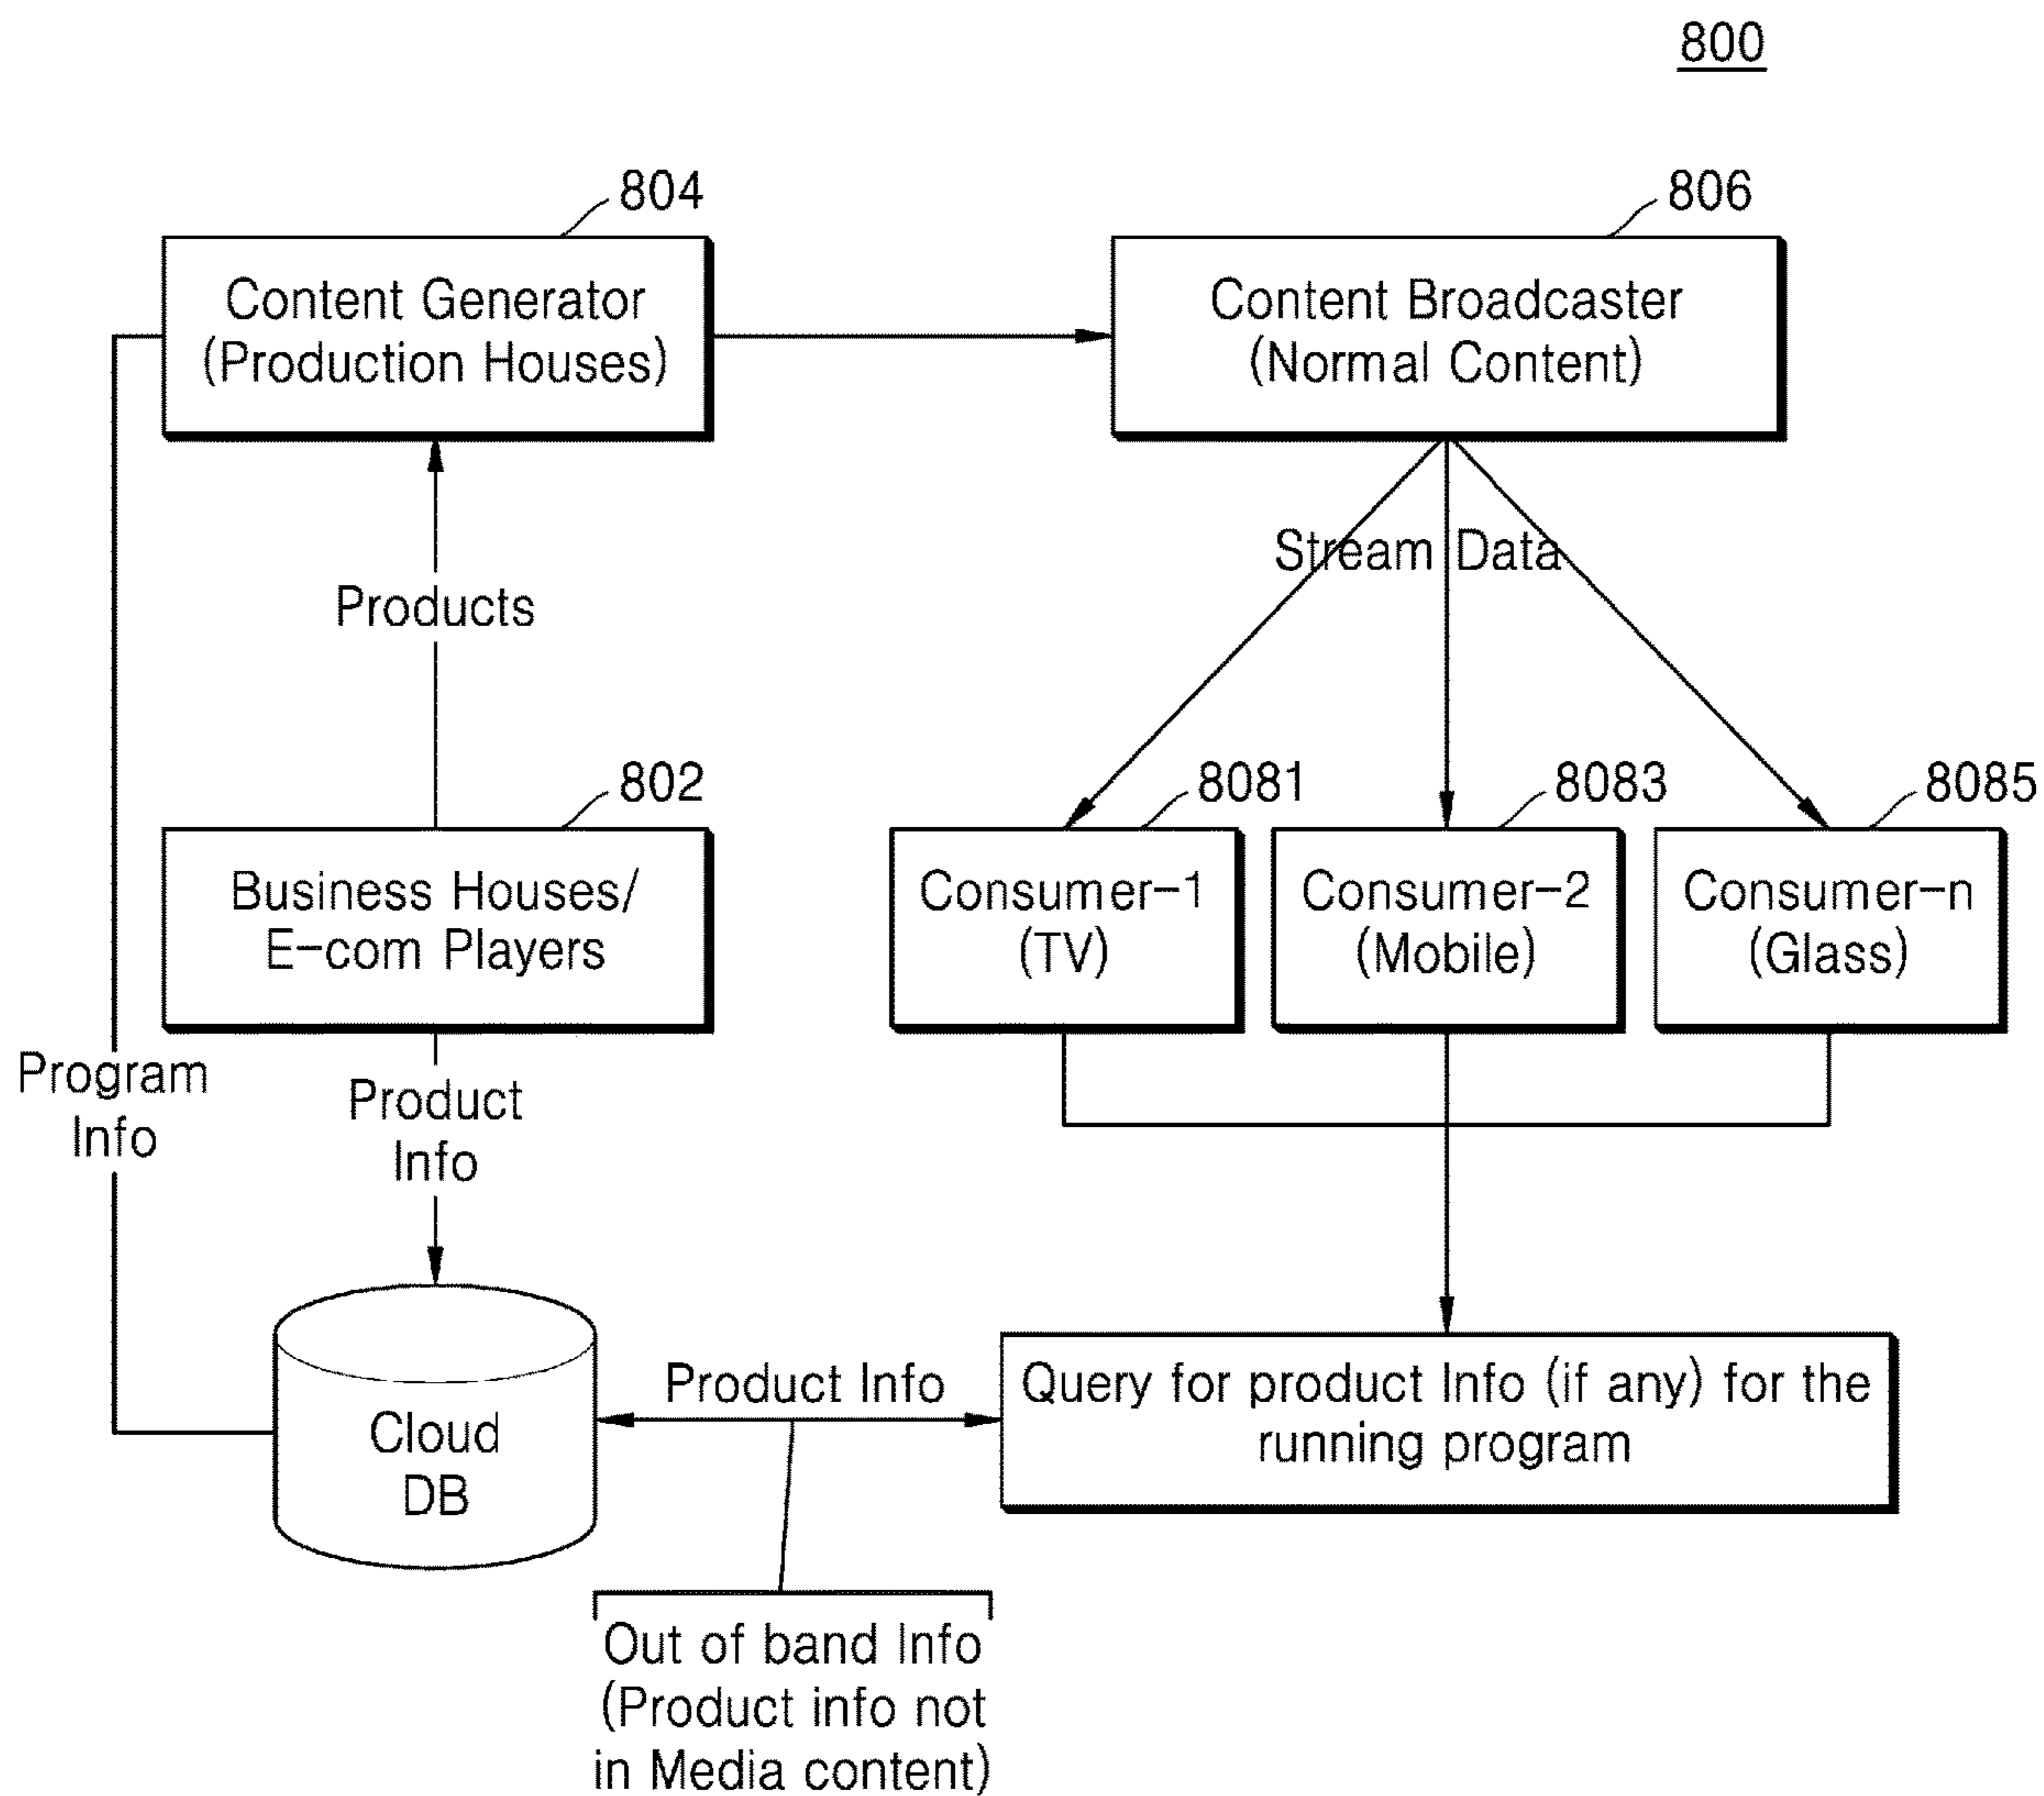 800
804
Content Generator
(Production Houses)
806
Content Broadcaster
(Normal Content)
Stream Data
Products
802
Business Houses/
E-com Players
8081
Consumer-1
(TV)
8083
Consumer-2
(Mobile)
8085
Consumer-n
(Glass)
Program
Info
Product
Info
Cloud
DB
Product Info
Query for product Info (if any) for the
running program
Out of band Info
(Product info not
in Media content)